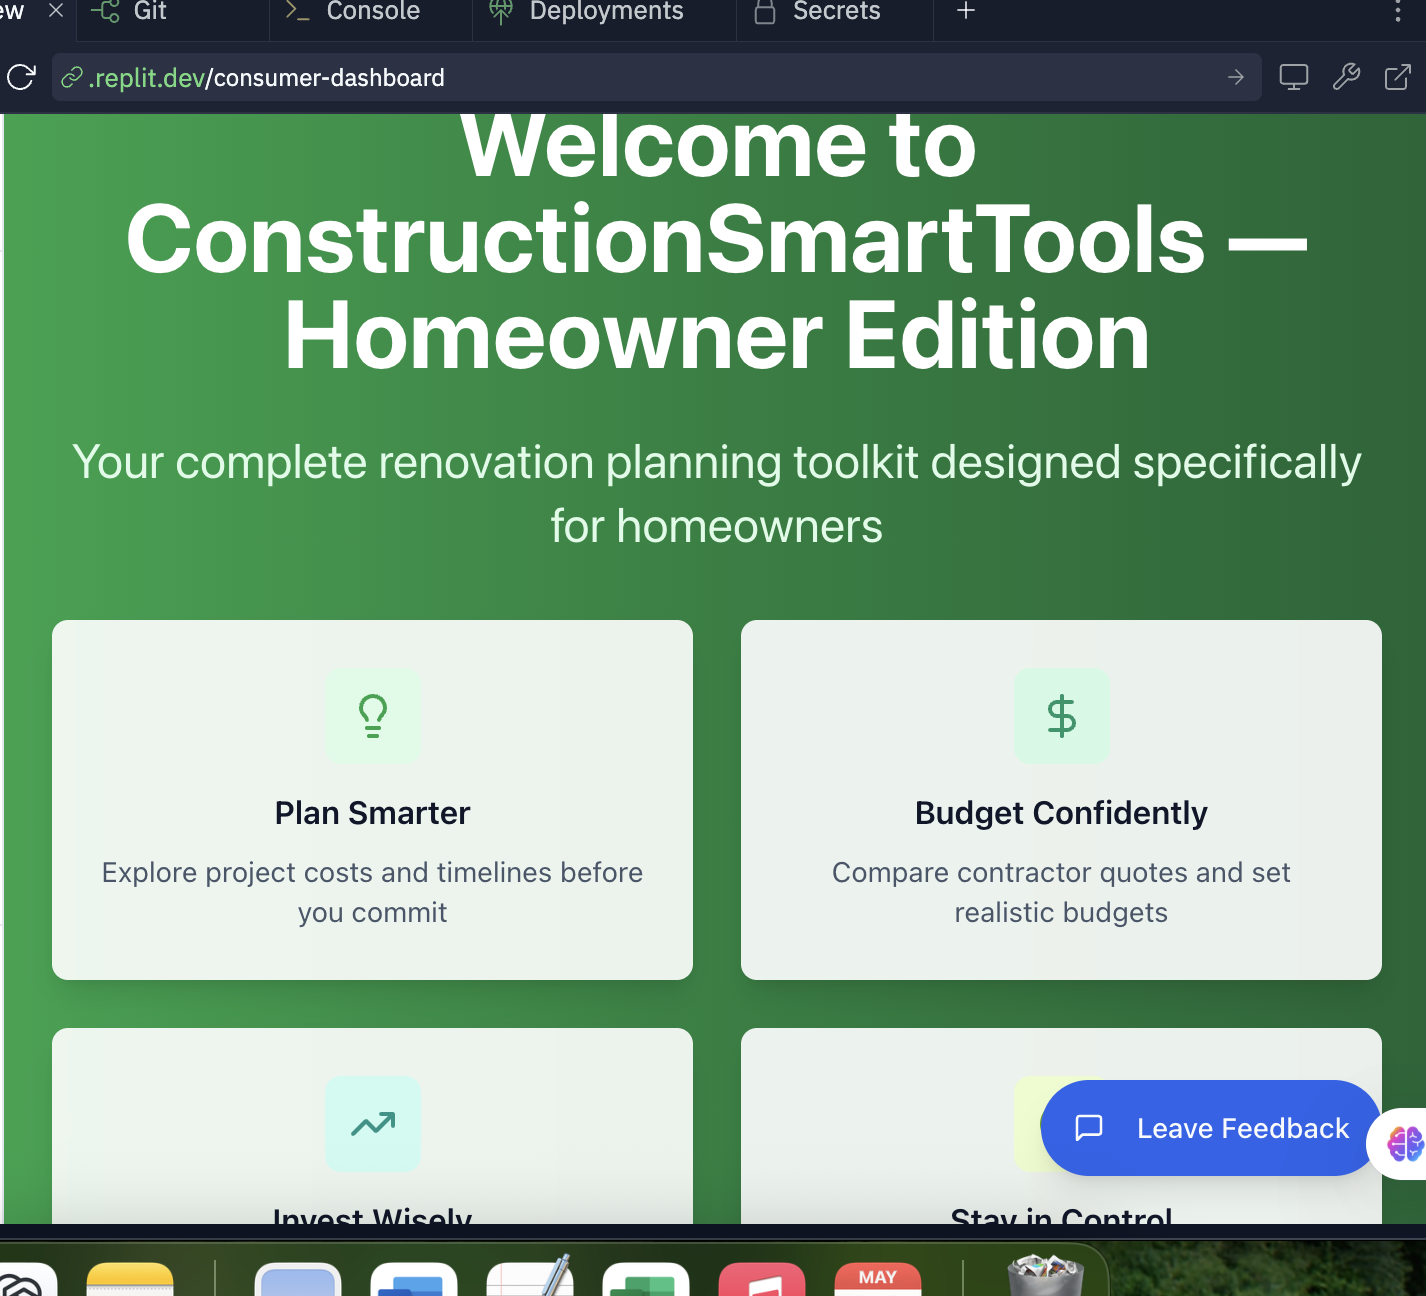 ew
Git
Console
Deployments
Secrets
.replit.dev/consumer-dashboard
Welcome to
ConstructionSmartTools —
Homeowner Edition
Your complete renovation planning toolkit designed specifically
for homeowners
Plan Smarter
Explore project costs and timelines before
you commit
Budget Confidently
Compare contractor quotes and set
realistic budgets
Invest Wisely
Stay in Control
Leave Feedback
MAY